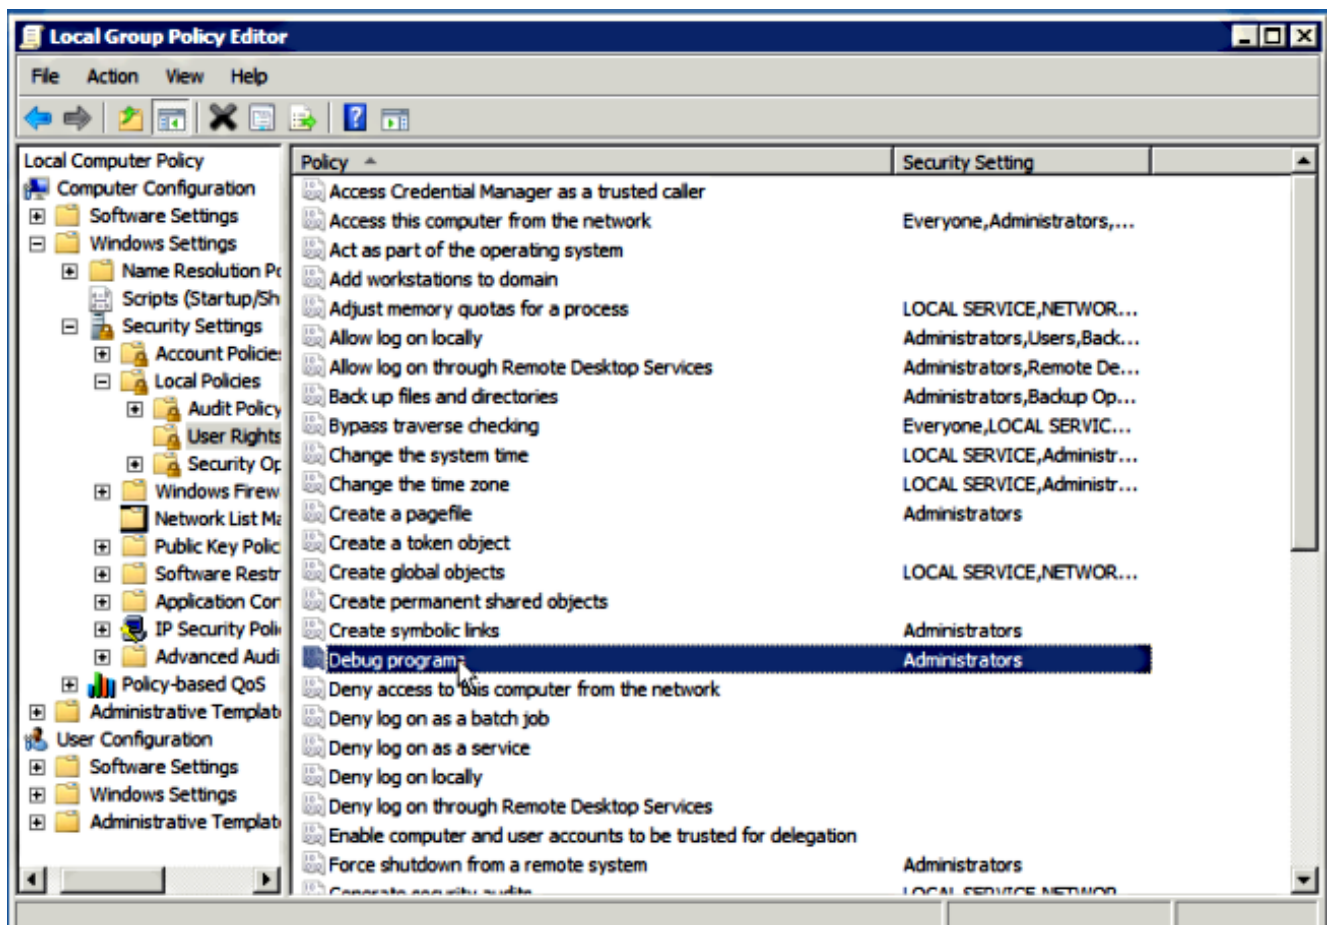 Local Group Policy Editor
File Action View Help
Local Computer Policy
Computer Configuration
Software Settings
Windows Settings
Name Resolution Po
Scripts (Startup/Sh
Security Settings
Account Policies
Local Policies
Audit Policy
User Rights
Security Op
Windows Firew
Network List Ma
Public Key Polic
Software Restr
Application Con
IP Security Poli
Advanced Audi
Policy-based QoS
Administrative Templat
User Configuration
Software Settings
Windows Settings
Administrative Templat
Policy Security Setting
Access Credential Manager as a trusted caller
Access this computer from the network Everyone,Administrators,...
Act as part of the operating system
Add workstations to domain
Adjust memory quotas for a process LOCAL SERVICE,NETWOR...
Allow log on locally Administrators,Users,Back...
Allow log on through Remote Desktop Services Administrators,Remote De...
Back up files and directories Administrators,Backup Op...
Bypass traverse checking Everyone,LOCAL SERVIC...
Change the system time LOCAL SERVICE,Administr...
Change the time zone LOCAL SERVICE,Administr...
Create a pagefile Administrators
Create a token object
Create global objects LOCAL SERVICE,NETWOR...
Create permanent shared objects
Create symbolic links Administrators
Debug programs Administrators
Deny access to this computer from the network
Deny log on as a batch job
Deny log on as a service
Deny log on locally
Deny log on through Remote Desktop Services
Enable computer and user accounts to be trusted for delegation
Force shutdown from a remote system Administrators
Generate security audits LOCAL SERVICE,NETWOR